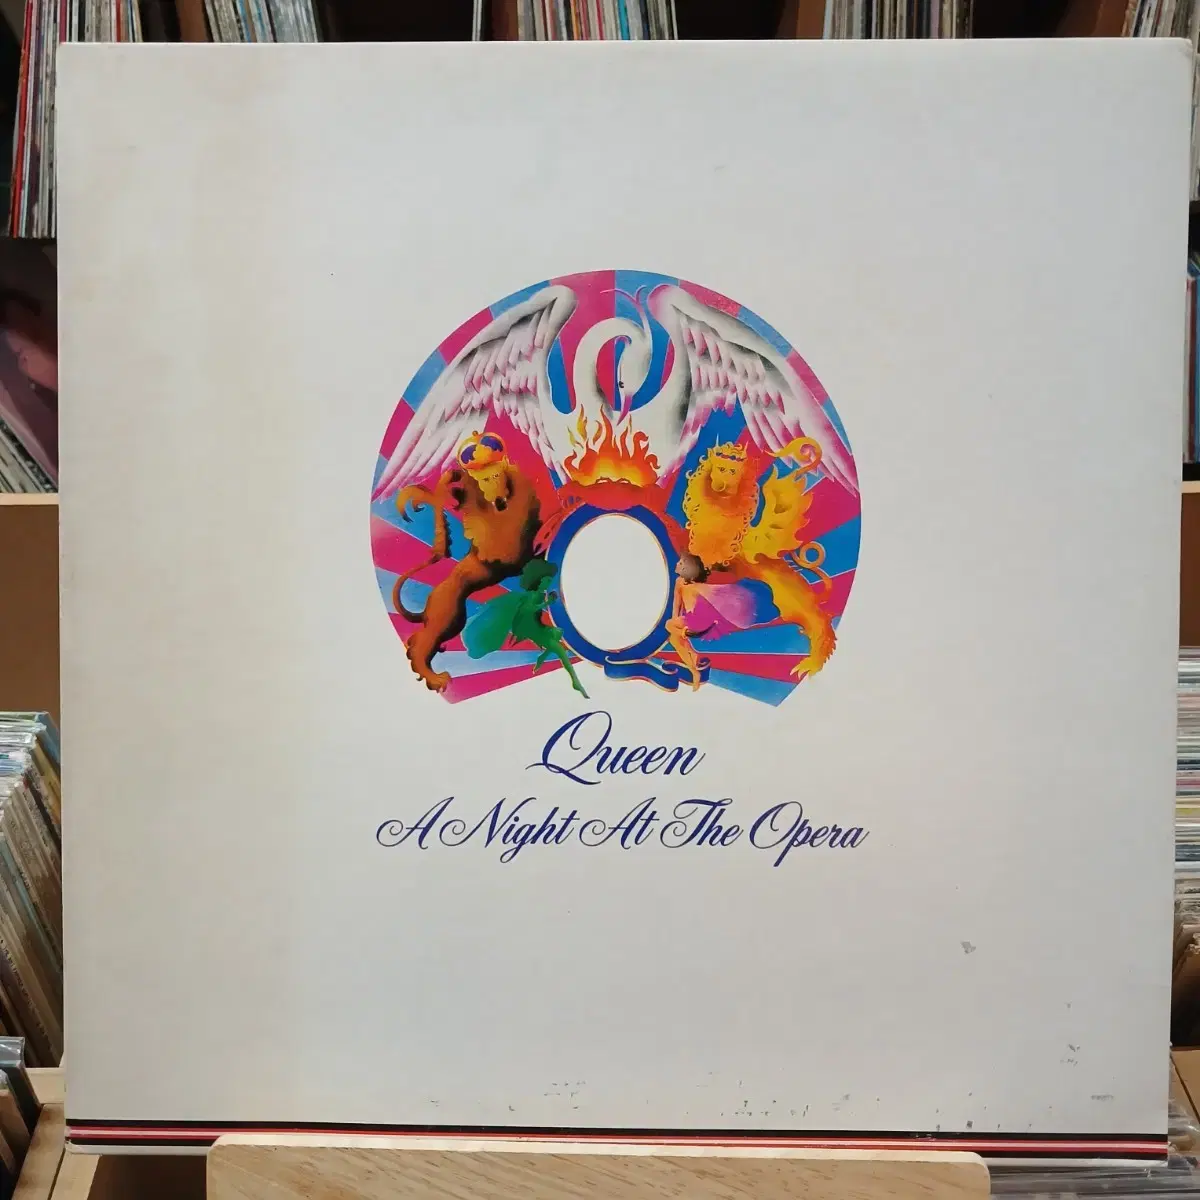 Queen
A Night At The Opera